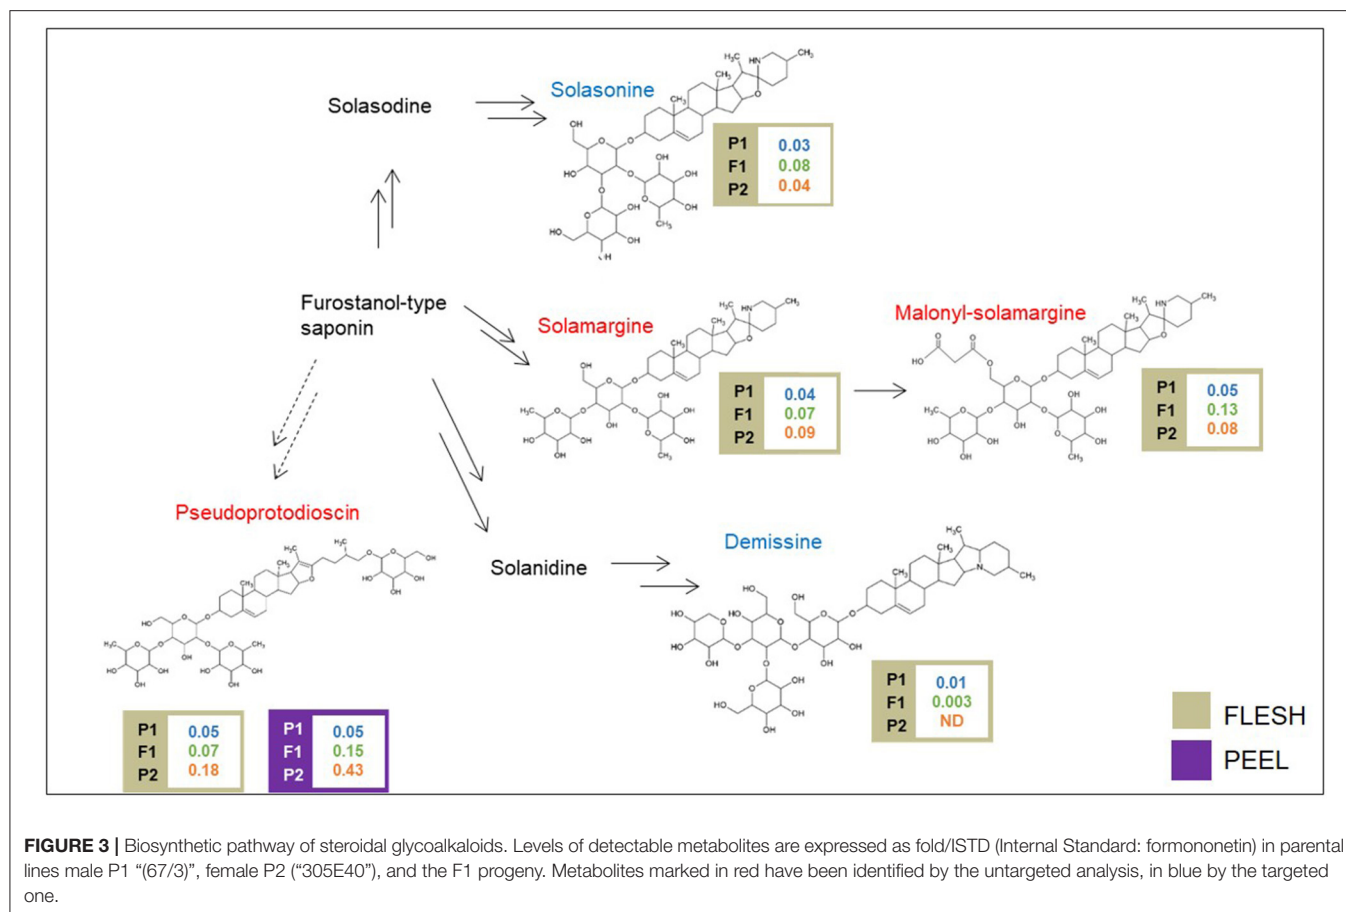 Solasodine
Solasonine
P1 0.03
F1 0.08
P2 0.04
Furostanol-type
saponin
Solamargine
P1 0.04
F1 0.07
P2 0.09
Malonyl-solamargine
P1 0.05
F1 0.13
P2 0.08
Pseudoprotodioscin
P1 0.05
F1 0.07
P2 0.18
P1 0.05
F1 0.15
P2 0.43
Solanidine
Demissine
P1 0.01
F1 0.003
P2 ND
FLESH
PEEL
FIGURE 3 | Biosynthetic pathway of steroidal glycoalkaloids. Levels of detectable metabolites are expressed as fold/ISTD (Internal Standard: formononetin) in parental
lines male P1 “(67/3)”, female P2 (“305E40”), and the F1 progeny. Metabolites marked in red have been identified by the untargeted analysis, in blue by the targeted
one.